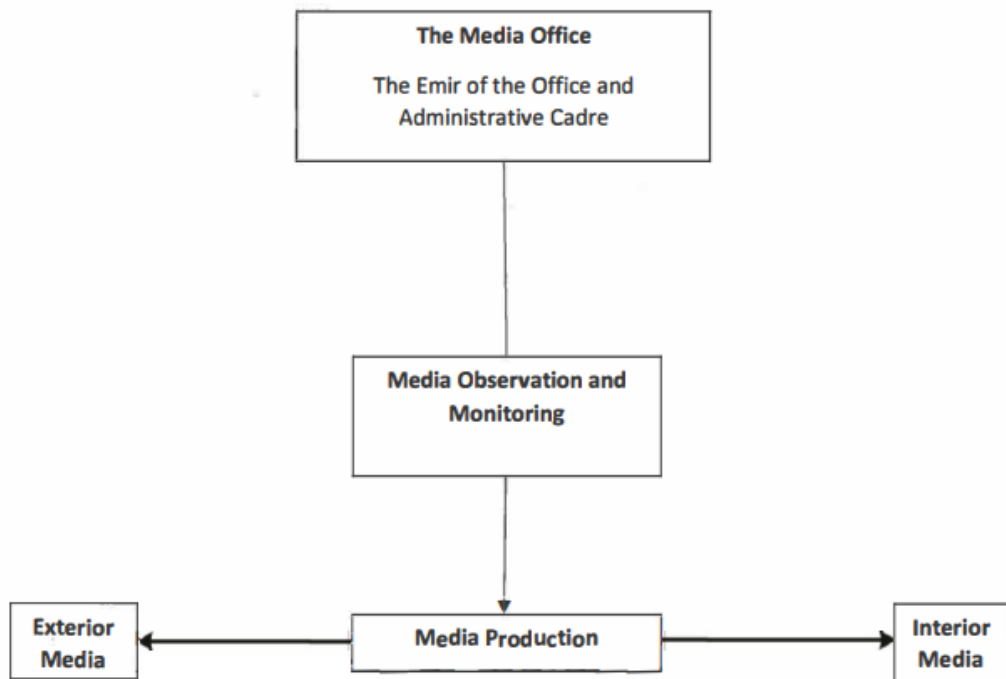 The Media Office
The Emir of the Office and
Administrative Cadre
Media Observation and
Monitoring
Exterior
Media
Media Production
Interior
Media